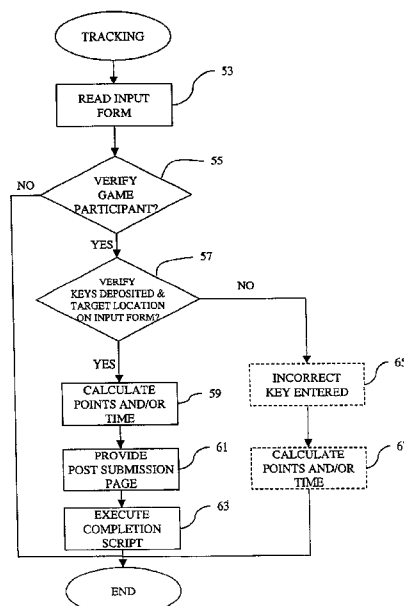 TRACKING
53
READ INPUT
FORM
55
NO
VERIFY
GAME
PARTICIPANT?
YES
57
VERIFY
KEYS DEPOSITED &
TARGET LOCATION
ON INPUT FORM?
NO
YES
CALCULATE
POINTS AND/OR
TIME
59
65
INCORRECT
KEY ENTERED
PROVIDE
POST SUBMISSION
PAGE
61
CALCULATE
POINTS AND/OR
TIME
EXECUTE
COMPLETION
SCRIPT
63
END